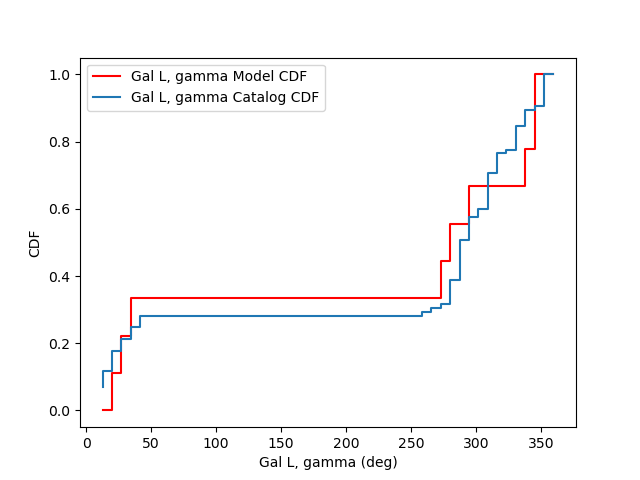 Gal L, gamma Model CDF
Gal L, gamma Catalog CDF
CDF
1.0
0.8
0.6
0.4
0.2
0.0
0 50 100 150 200 250 300 350
Gal L, gamma (deg)